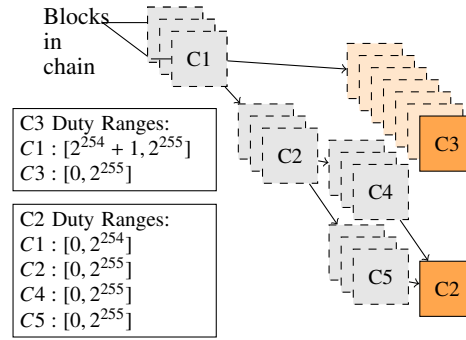 Blocks
in
chain
C1
C3
C2
C4
C5
C2
C3 Duty Ranges:
C1 : [2^254 + 1, 2^255]
C3 : [0, 2^255]
C2 Duty Ranges:
C1 : [0, 2^254]
C2 : [0, 2^255]
C4 : [0, 2^255]
C5 : [0, 2^255]